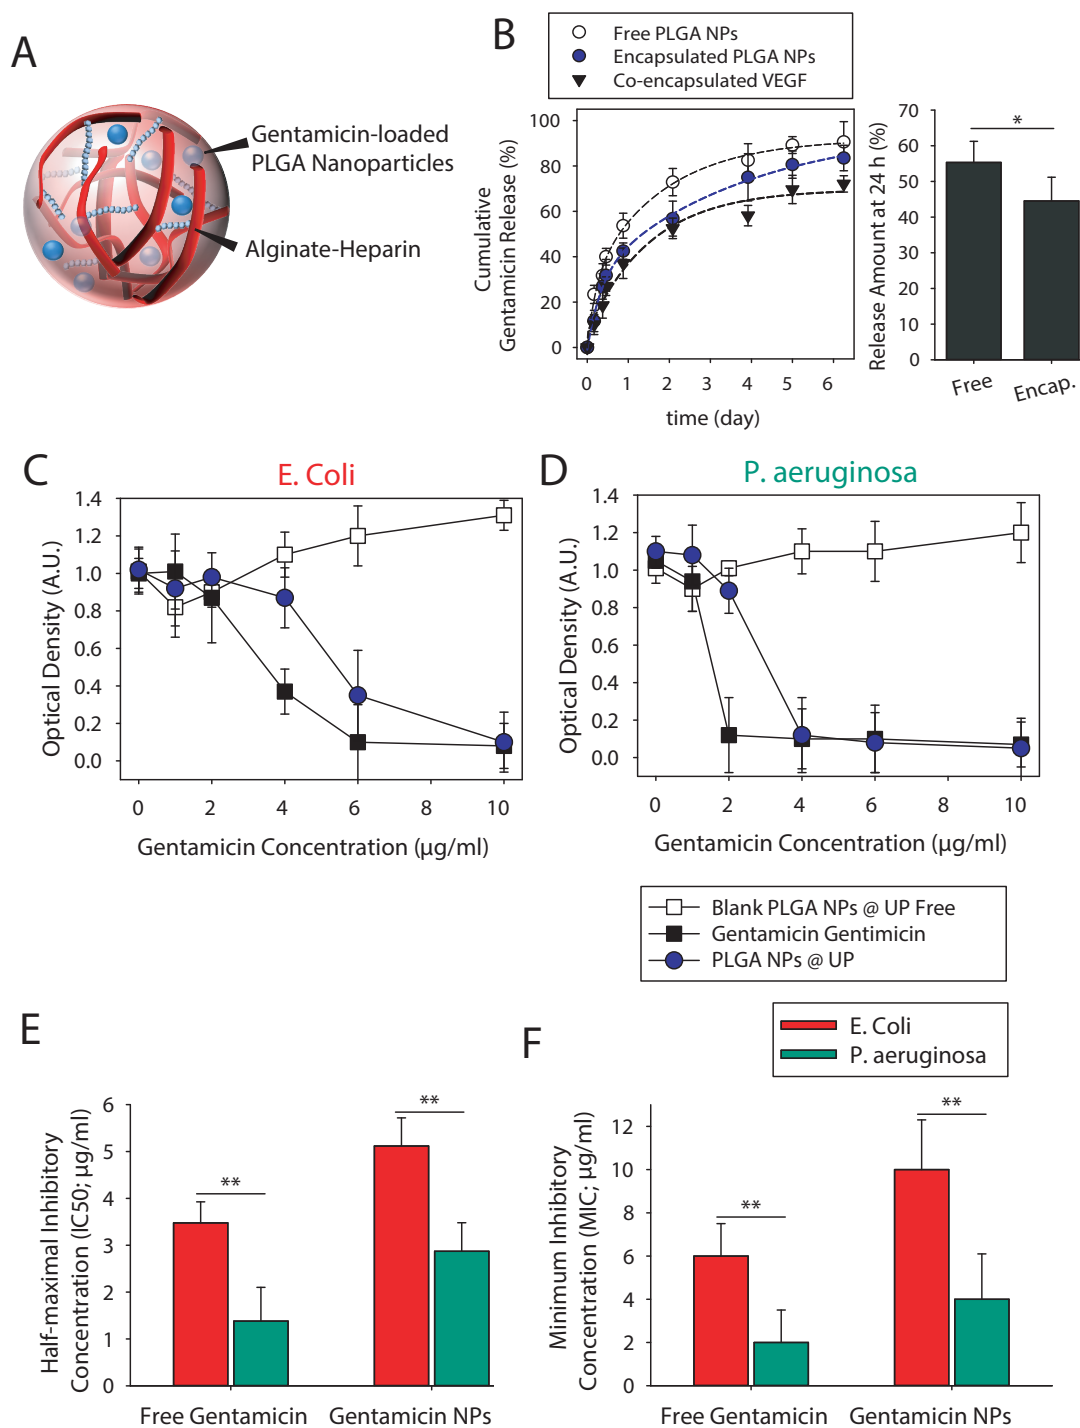 A
Gentamicin-loaded
PLGA Nanoparticles
Alginate-Heparin
B
Free PLGA NPs
Encapsulated PLGA NPs
Co-encapsulated VEGF
Cumulative
Gentamicin Release (%)
100
80
60
40
20
0
0 1 2 3 4 5 6
time (day)
Release Amount at 24 h (%)
70
60
50
40
30
20
10
0
*
Free Encap.
C
E. Coli
Optical Density (A.U.)
1.4
1.2
1.0
0.8
0.6
0.4
0.2
0.0
0 2 4 6 8 10
Gentamicin Concentration (µg/ml)
D
P. aeruginosa
Optical Density (A.U.)
1.4
1.2
1.0
0.8
0.6
0.4
0.2
0.0
0 2 4 6 8 10
Gentamicin Concentration (µg/ml)
Blank PLGA NPs @ UP Free
Gentamicin Gentimicin
PLGA NPs @ UP
E. Coli
P. aeruginosa
E
Half-maximal Inhibitory
Concentration (IC50; µg/ml)
6
5
4
3
2
1
0
**
**
Free Gentamicin Gentamicin NPs
F
Minimum Inhibitory
Concentration (MIC; µg/ml)
12
10
8
6
4
2
0
**
**
Free Gentamicin Gentamicin NPs